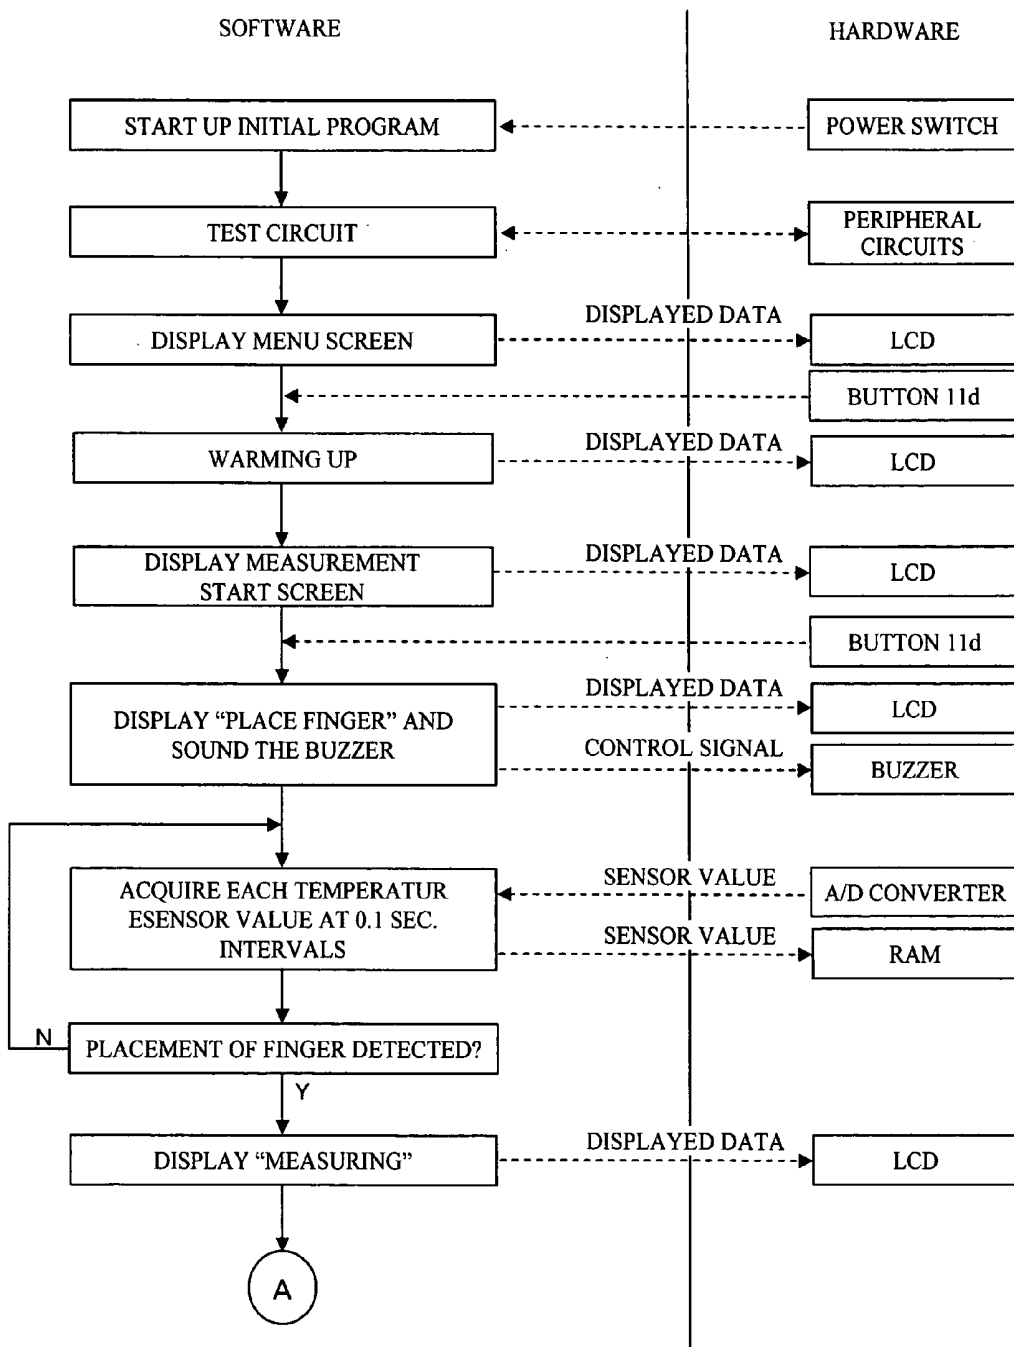 SOFTWARE
HARDWARE
START UP INITIAL PROGRAM
POWER SWITCH
TEST CIRCUIT
PERIPHERAL
CIRCUITS
DISPLAYED DATA
DISPLAY MENU SCREEN
LCD
BUTTON 11d
DISPLAYED DATA
WARMING UP
LCD
DISPLAYED DATA
DISPLAY MEASUREMENT
START SCREEN
LCD
BUTTON 11d
DISPLAYED DATA
DISPLAY “PLACE FINGER” AND
SOUND THE BUZZER
LCD
CONTROL SIGNAL
BUZZER
SENSOR VALUE
ACQUIRE EACH TEMPERATUR
ESENSOR VALUE AT 0.1 SEC.
INTERVALS
A/D CONVERTER
SENSOR VALUE
RAM
N
PLACEMENT OF FINGER DETECTED?
Y
DISPLAYED DATA
DISPLAY “MEASURING”
LCD
A